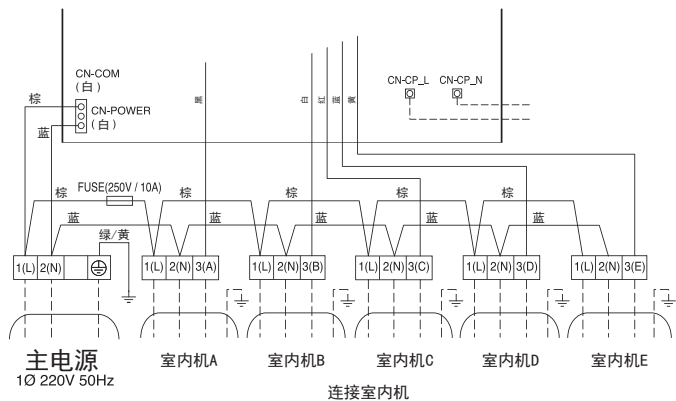 CN-COM
(白)
CN-CP_L
CN-CP_N
棕
CN-POWER
(白)
黑
白
红
蓝
黄
蓝
棕
FUSE(250V / 10A)
棕
棕
棕
棕
蓝
蓝
蓝
蓝
蓝
绿/黄
1(L)
2(N)
1(L)
2(N)
3(A)
1(L)
2(N)
3(B)
1(L)
2(N)
3(C)
1(L)
2(N)
3(D)
1(L)
2(N)
3(E)
主电源
室内机A
室内机B
室内机C
室内机D
室内机E
1Ø 220V 50Hz
连接室内机